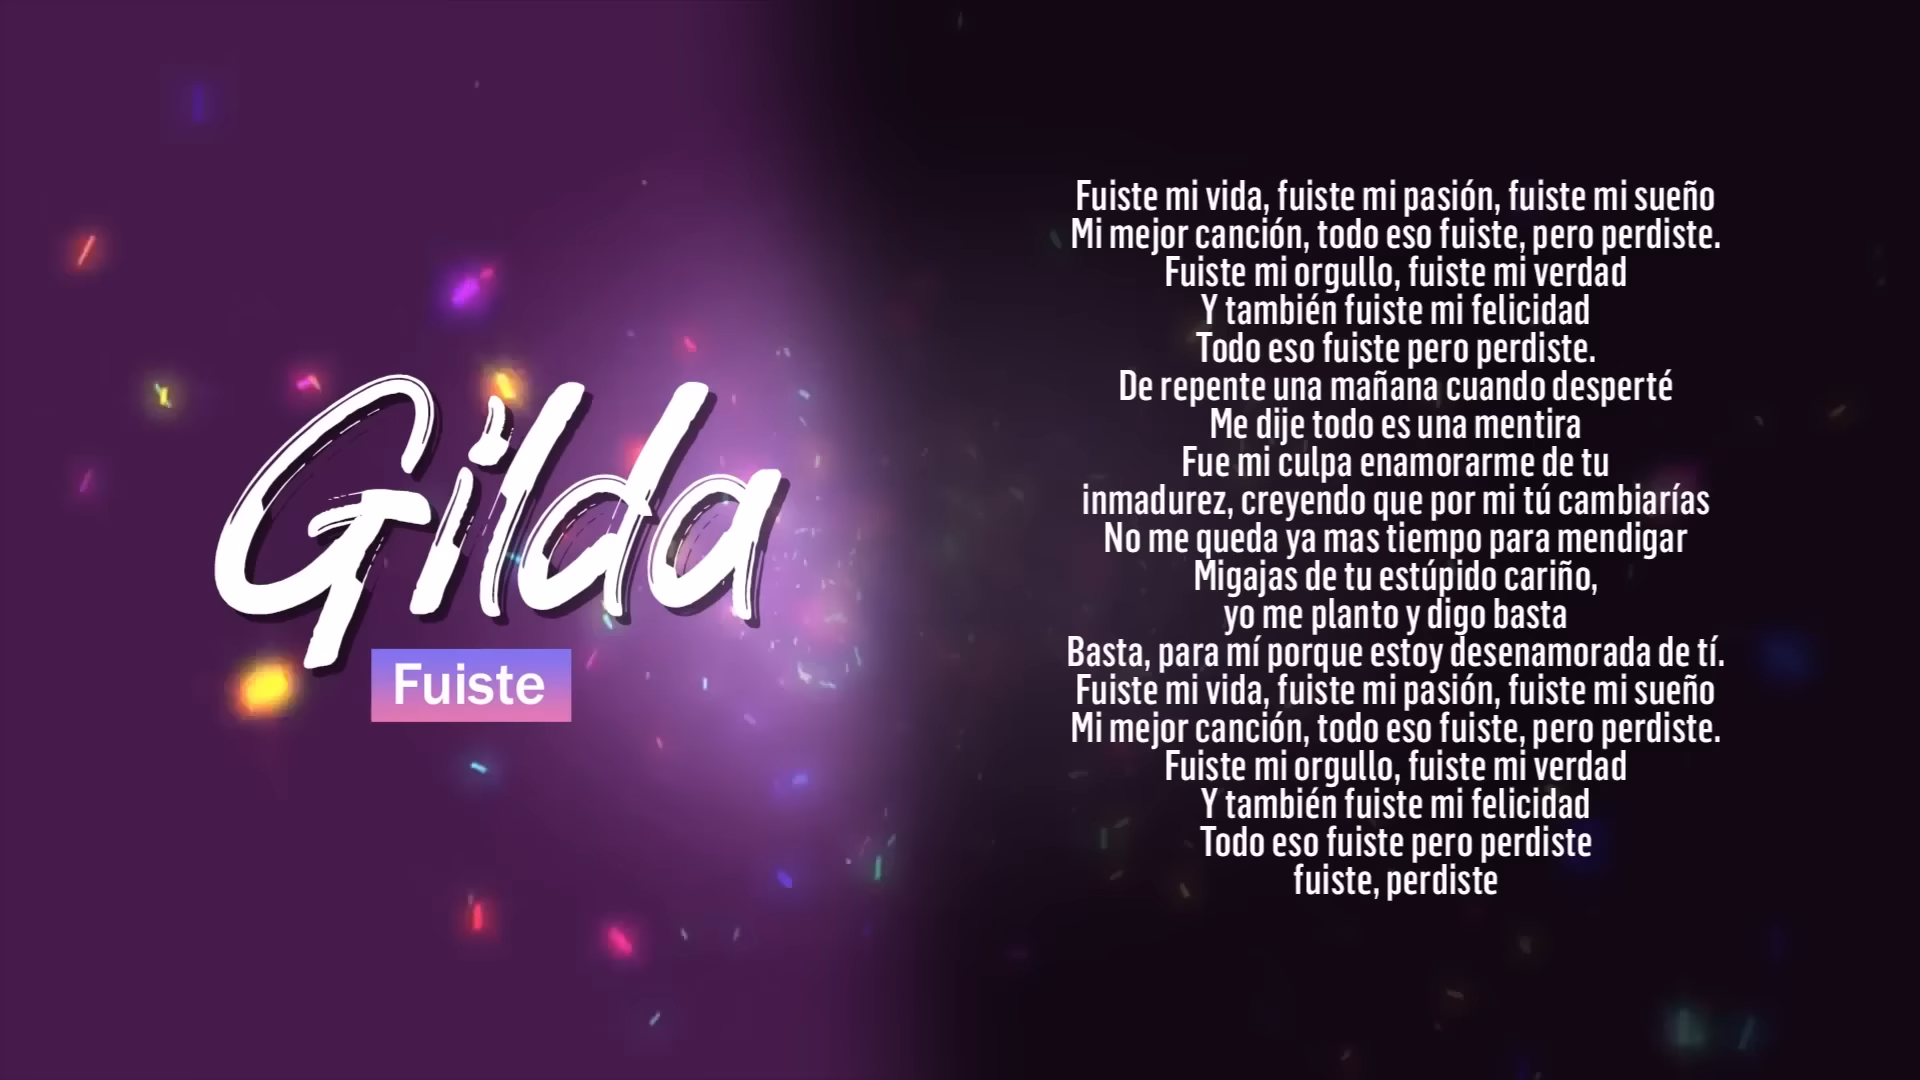 Gilda
Fuiste
Fuiste mi vida, fuiste mi pasión, fuiste mi sueño
Mi mejor canción, todo eso fuiste, pero perdiste.
Fuiste mi orgullo, fuiste mi verdad
Y también fuiste mi felicidad
Todo eso fuiste pero perdiste.
De repente una mañana cuando desperté
Me dije todo es una mentira
Fue mi culpa enamorarme de tu
inmadurez, creyendo que por mi tú cambiarías
No me queda ya mas tiempo para mendigar
Migajas de tu estúpido cariño,
yo me planto y digo basta
Basta, para mí porque estoy desenamorada de tí.
Fuiste mi vida, fuiste mi pasión, fuiste mi sueño
Mi mejor canción, todo eso fuiste, pero perdiste.
Fuiste mi orgullo, fuiste mi verdad
Y también fuiste mi felicidad
Todo eso fuiste pero perdiste
fuiste, perdiste